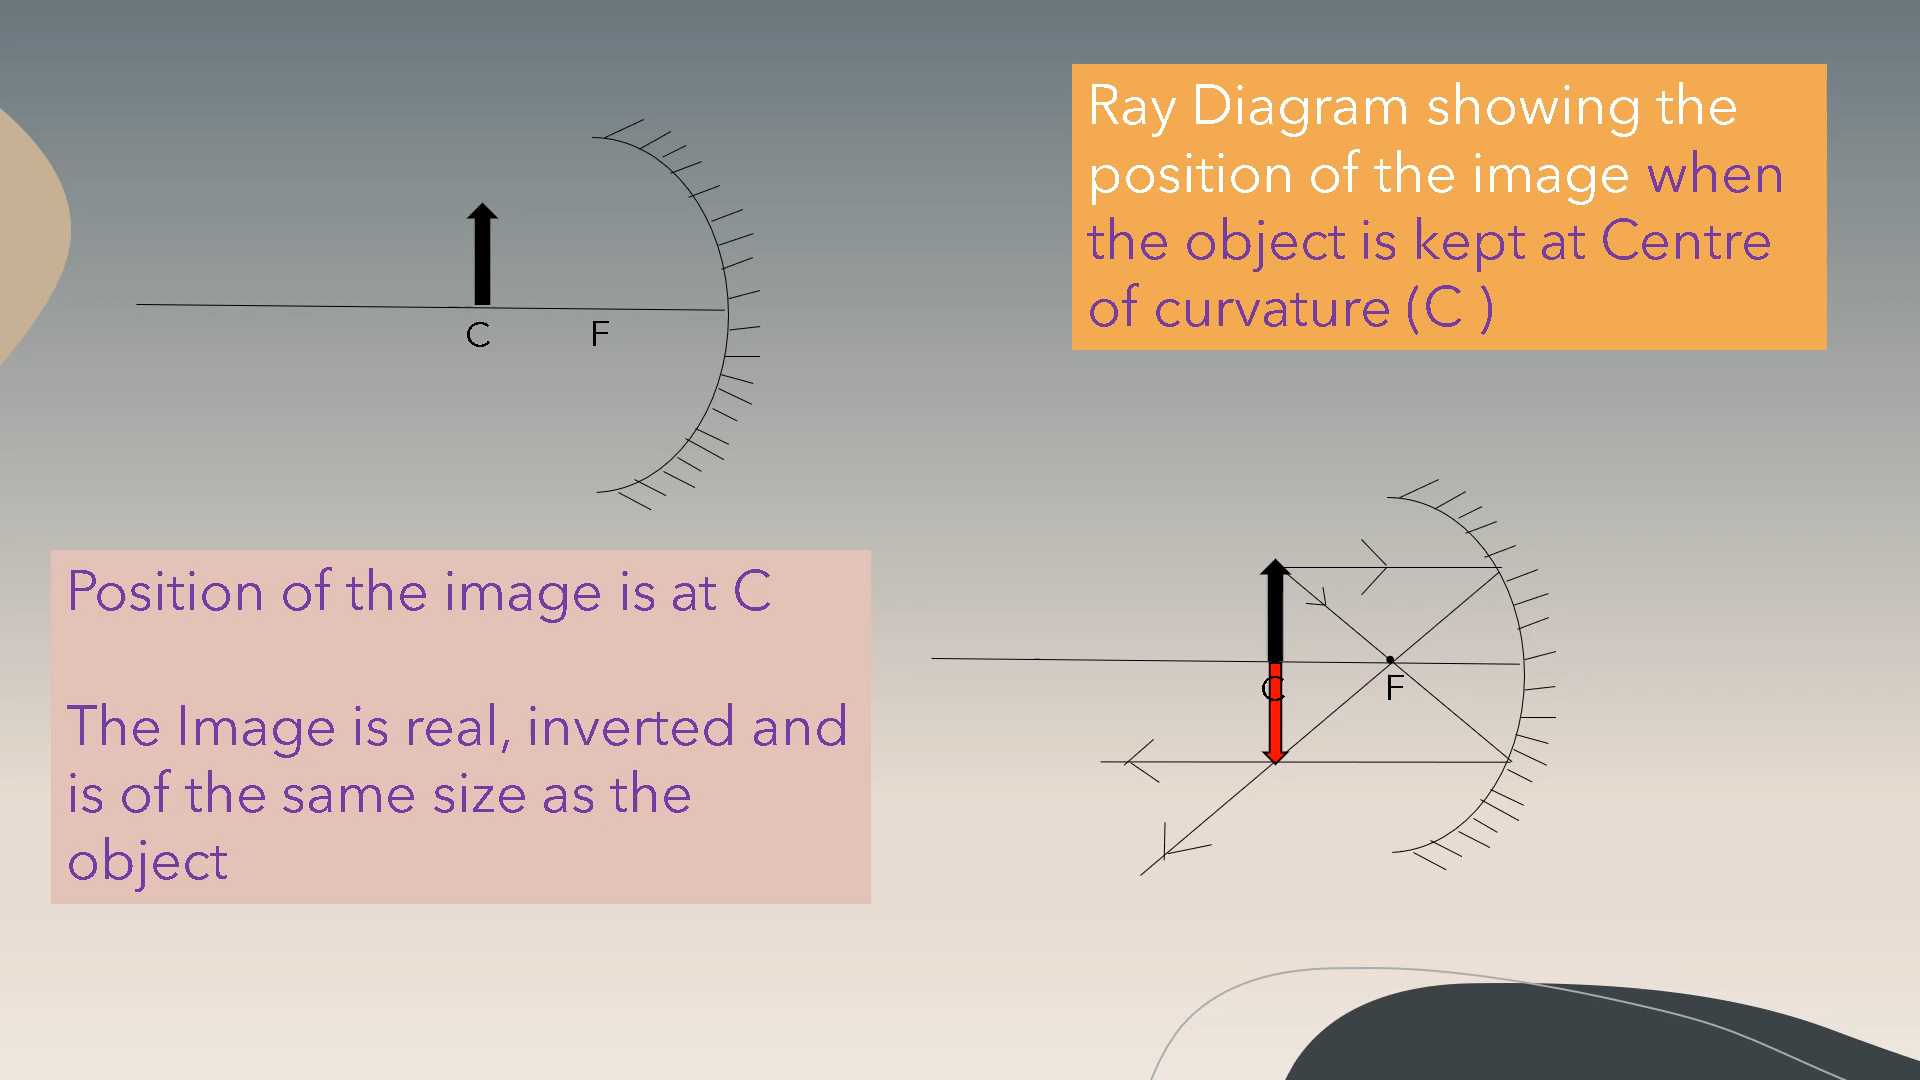 Ray Diagram showing the
position of the image when
the object is kept at Centre
of curvature (C )
C
F
Position of the image is at C
The Image is real, inverted and
is of the same size as the
object
C
F